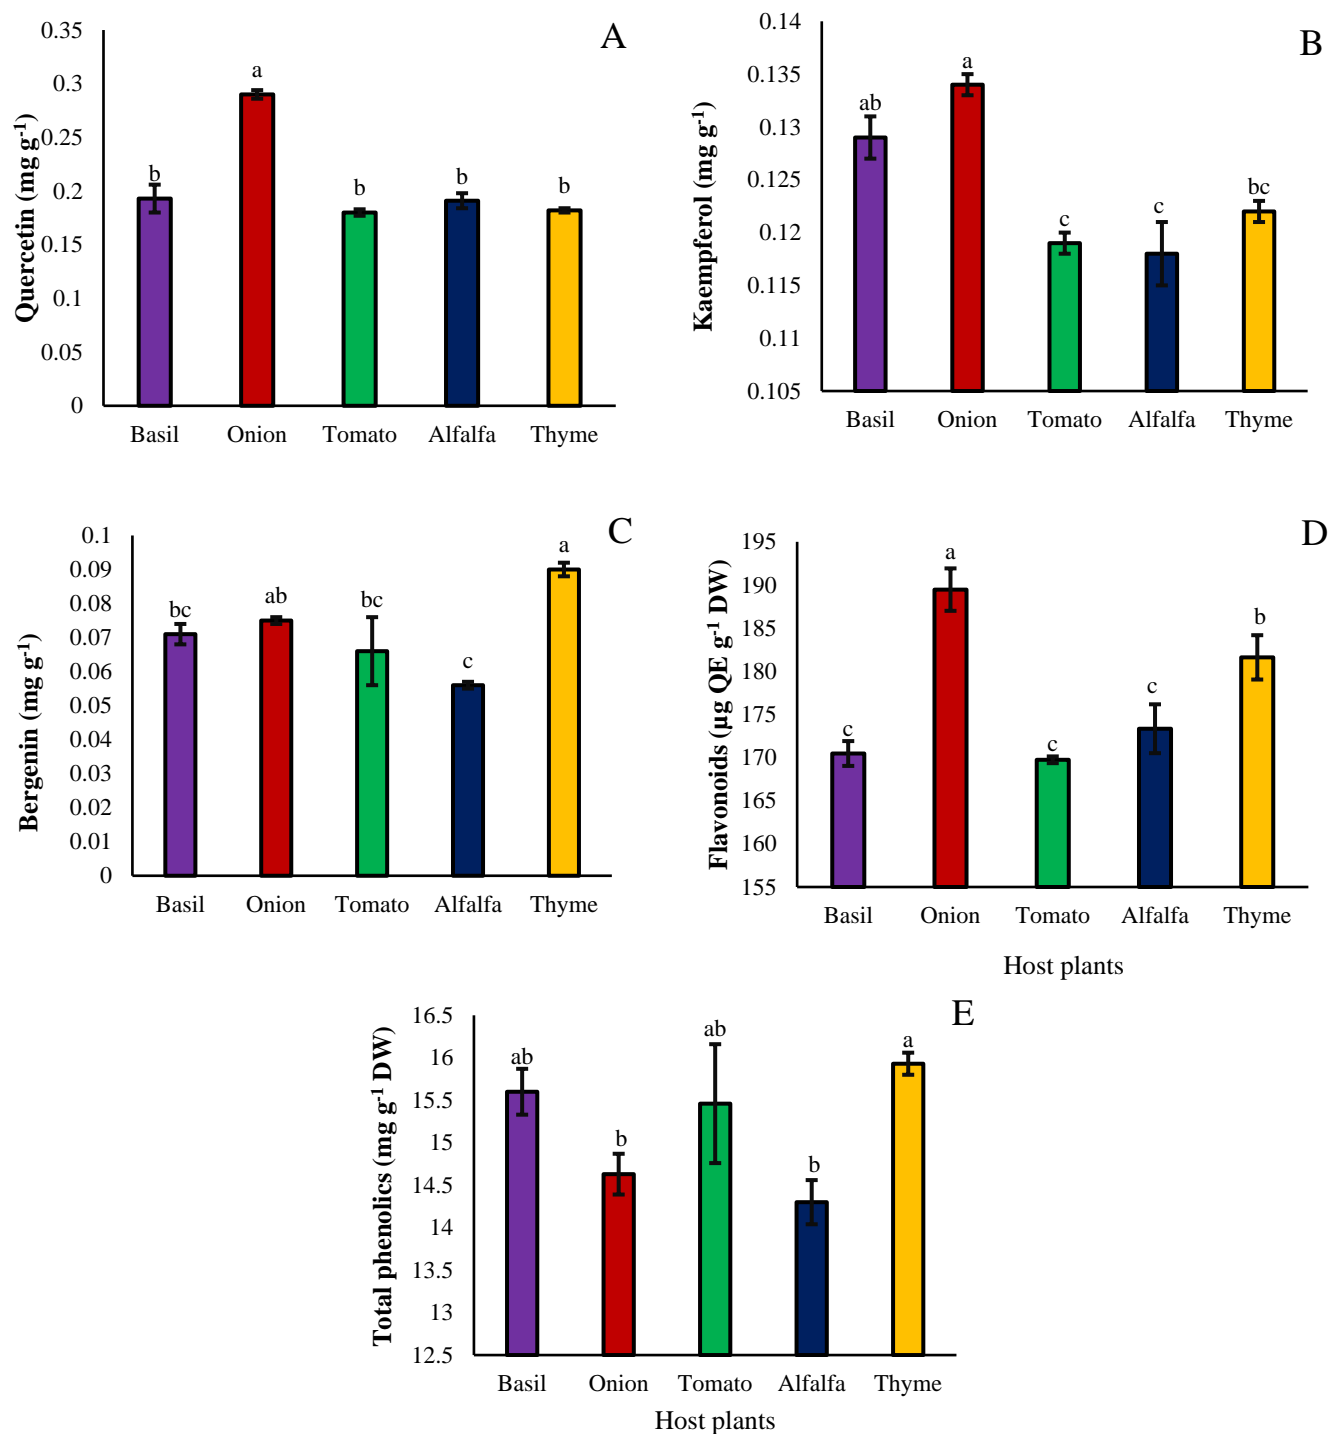 A
Quercetin (mg g-1)
0.35
0.3
0.25
0.2
0.15
0.1
0.05
0
b
a
b
b
b
Basil Onion Tomato Alfalfa Thyme
B
Kaempferol (mg g-1)
0.14
0.135
0.13
0.125
0.12
0.115
0.11
0.105
ab
a
c
c
bc
Basil Onion Tomato Alfalfa Thyme
C
Bergenin (mg g-1)
0.1
0.09
0.08
0.07
0.06
0.05
0.04
0.03
0.02
0.01
0
bc
ab
bc
c
a
Basil Onion Tomato Alfalfa Thyme
D
Flavonoids (µg QE g-1 DW)
195
190
185
180
175
170
165
160
155
c
a
c
c
b
Basil Onion Tomato Alfalfa Thyme
Host plants
E
Total phenolics (mg g-1 DW)
16.5
16
15.5
15
14.5
14
13.5
13
12.5
ab
b
ab
b
a
Basil Onion Tomato Alfalfa Thyme
Host plants